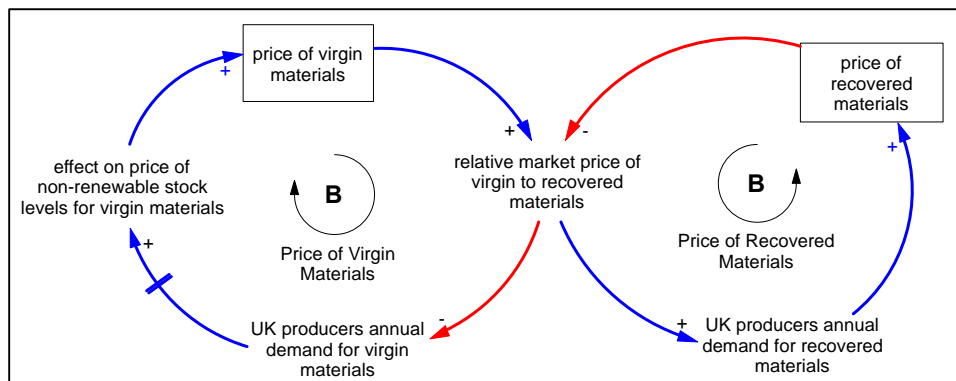 price of virgin
materials
+
price of
recovered
materials
+
-
+
effect on price of
non-renewable stock
levels for virgin materials
relative market price of
virgin to recovered
materials
B
B
Price of Virgin
Materials
Price of Recovered
Materials
+
-
+
UK producers annual
demand for virgin
materials
UK producers annual
demand for recovered
materials